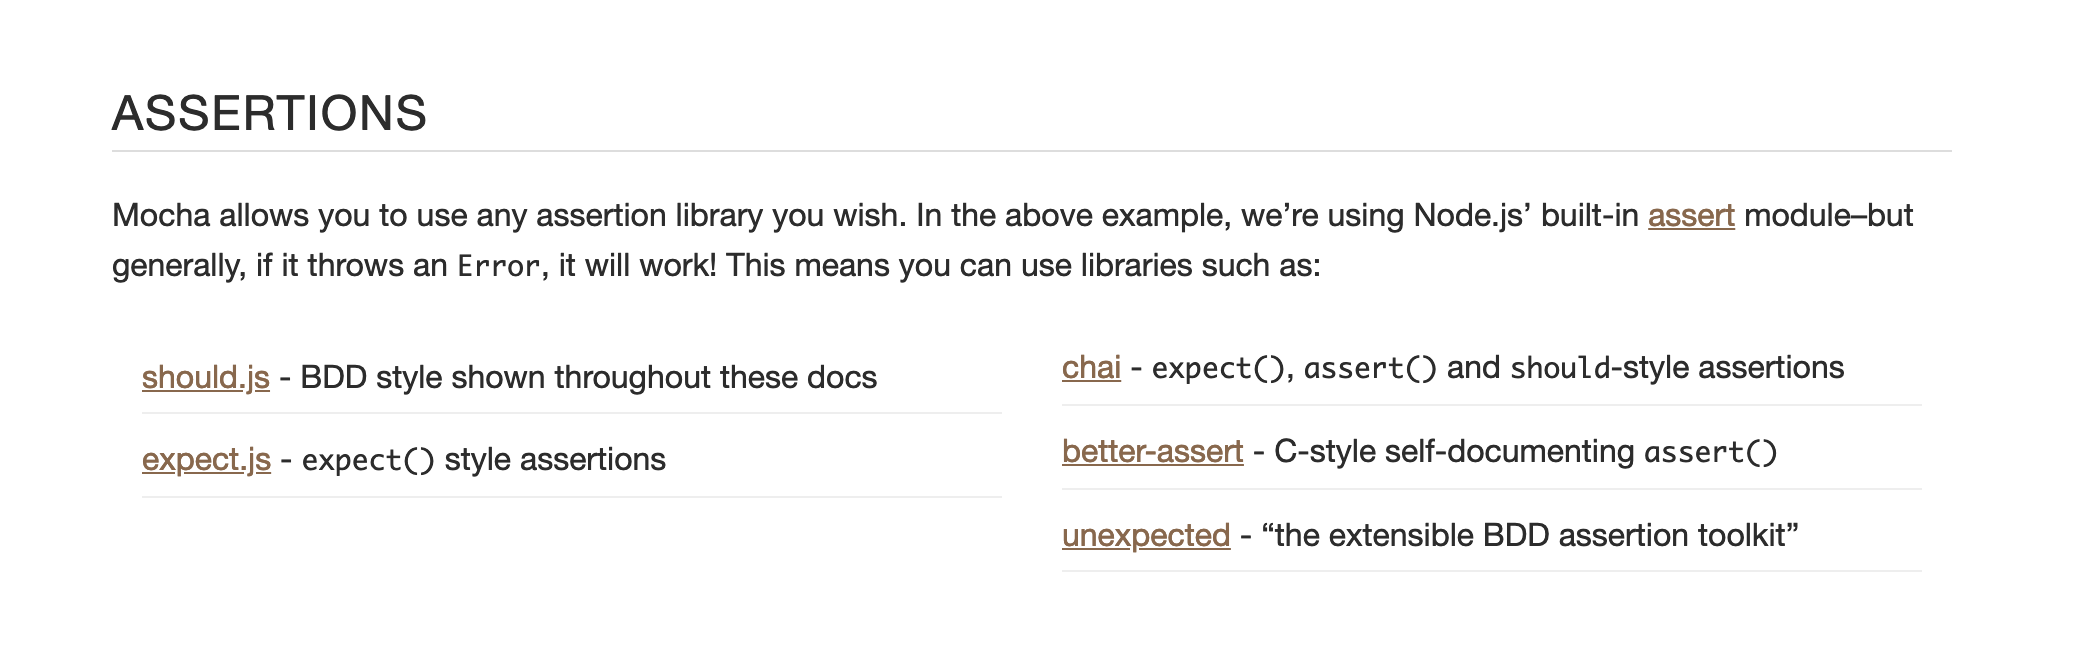 ASSERTIONS
Mocha allows you to use any assertion library you wish. In the above example, we’re using Node.js’ built-in assert module–but
generally, if it throws an Error, it will work! This means you can use libraries such as:
should.js - BDD style shown throughout these docs
expect.js - expect() style assertions
chai - expect(), assert() and should-style assertions
better-assert - C-style self-documenting assert()
unexpected - “the extensible BDD assertion toolkit”